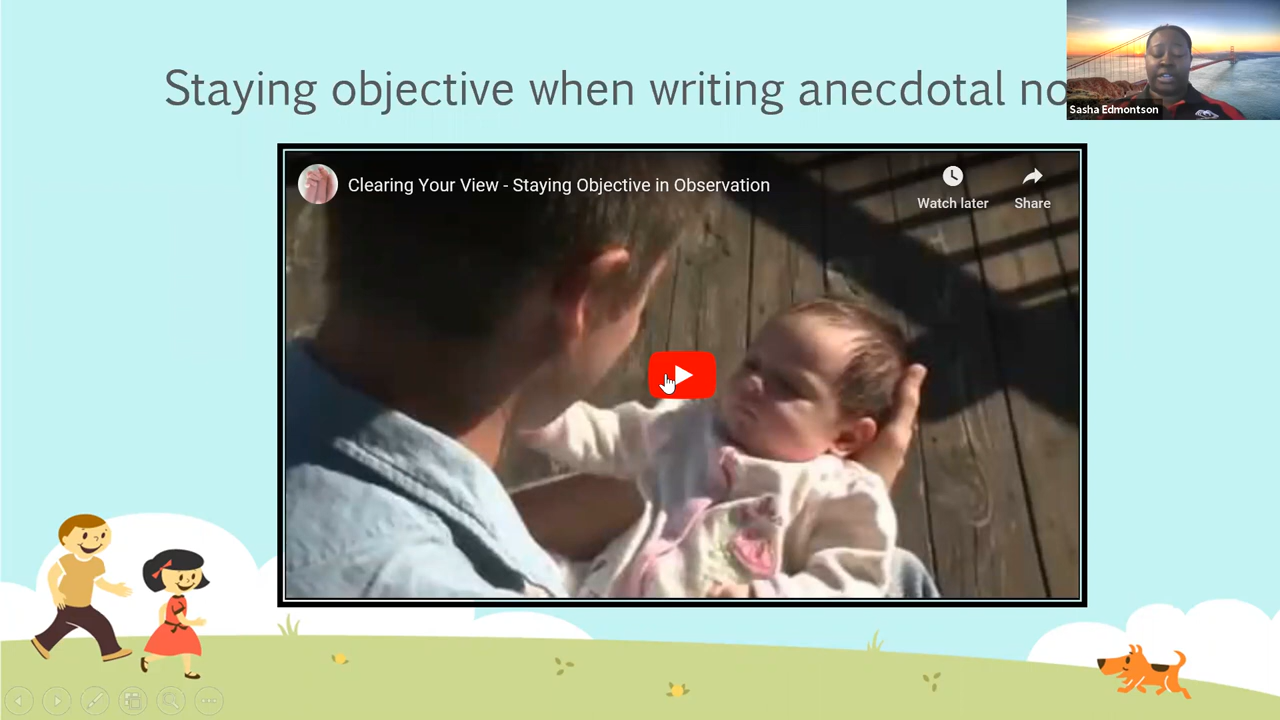 Staying objective when writing anecdotal no
Sasha Edmontson
Clearing Your View - Staying Objective in Observation
Watch later
Share